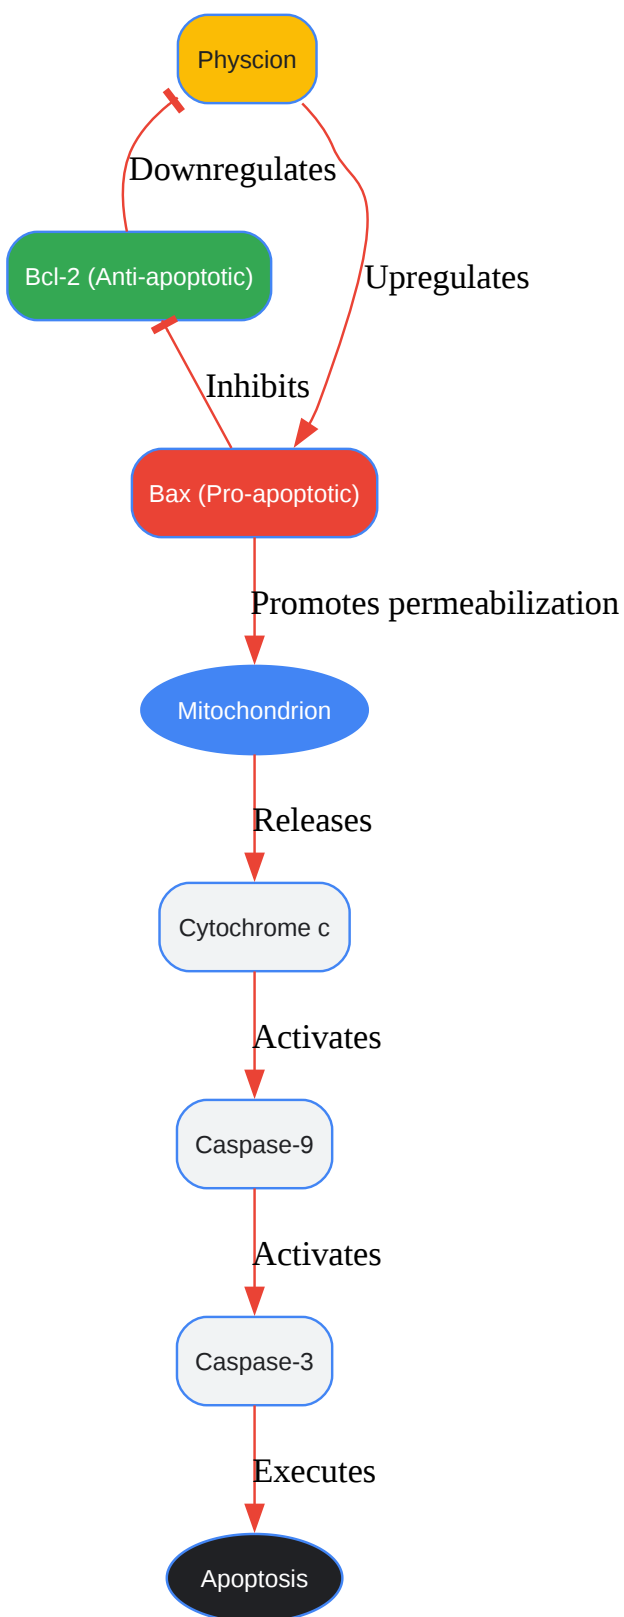 Physcion
Downregulates
Bcl-2 (Anti-apoptotic)
Upregulates
Inhibits
Bax (Pro-apoptotic)
Promotes permeabilization
Mitochondrion
Releases
Cytochrome c
Activates
Caspase-9
Activates
Caspase-3
Executes
Apoptosis